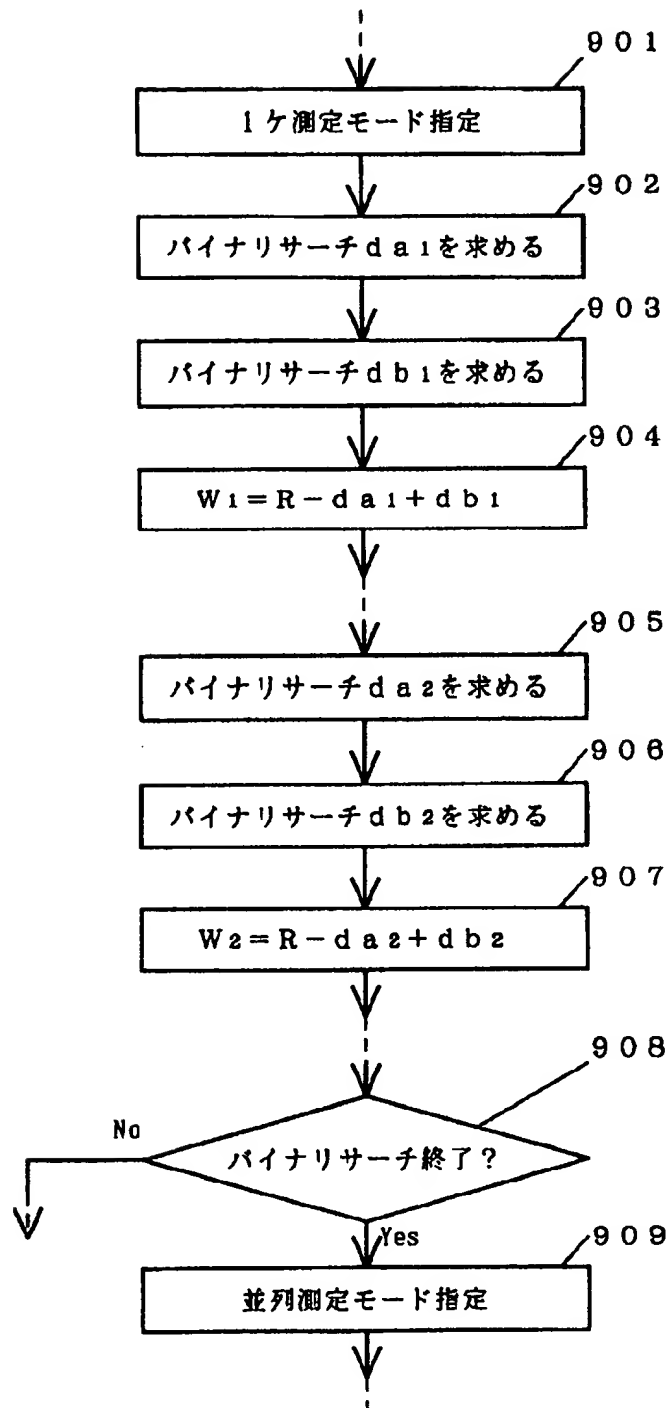 901
1ケ測定モード指定
902
バイナリサーチda1を求める
903
バイナリサーチdb1を求める
904
W1=R-da1+db1
905
バイナリサーチda2を求める
906
バイナリサーチdb2を求める
907
W2=R-da2+db2
908
No
バイナリサーチ終了?
Yes
909
並列測定モード指定